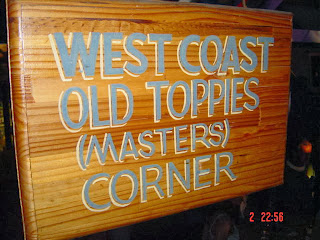 WEST COAST
OLD TOPPIES
(MASTERS)
CORNER
2 22:56